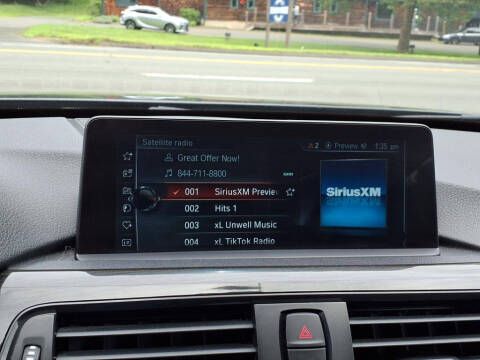 Satellite radio
2 Preview 1:35 pm
Great Offer Now!
844-711-8800
001 SiriusXM Preview
002 Hits 1
003 xL Unwell Music
004 xL TikTok Radio
SiriusXM